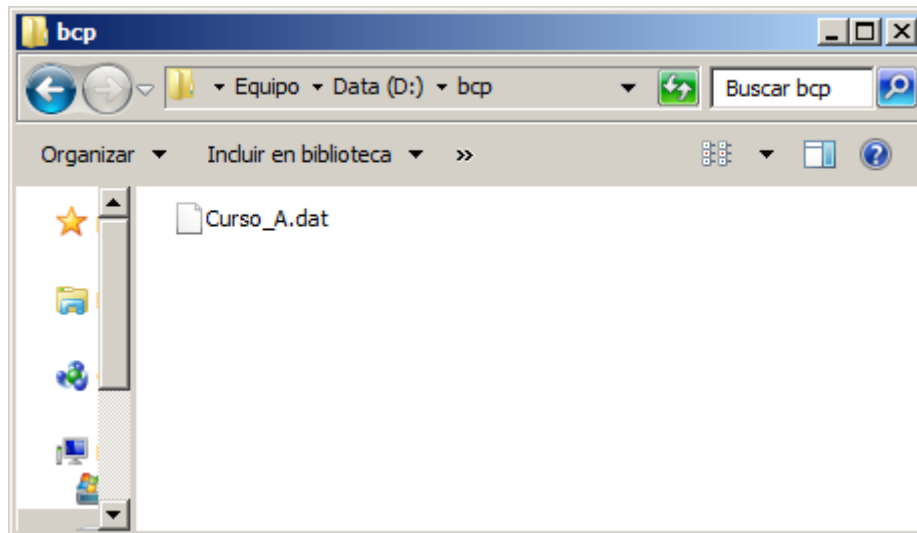 bcp
Equipo Data (D:) bcp Buscar bcp
Organizar Incluir en biblioteca »
Curso_A.dat